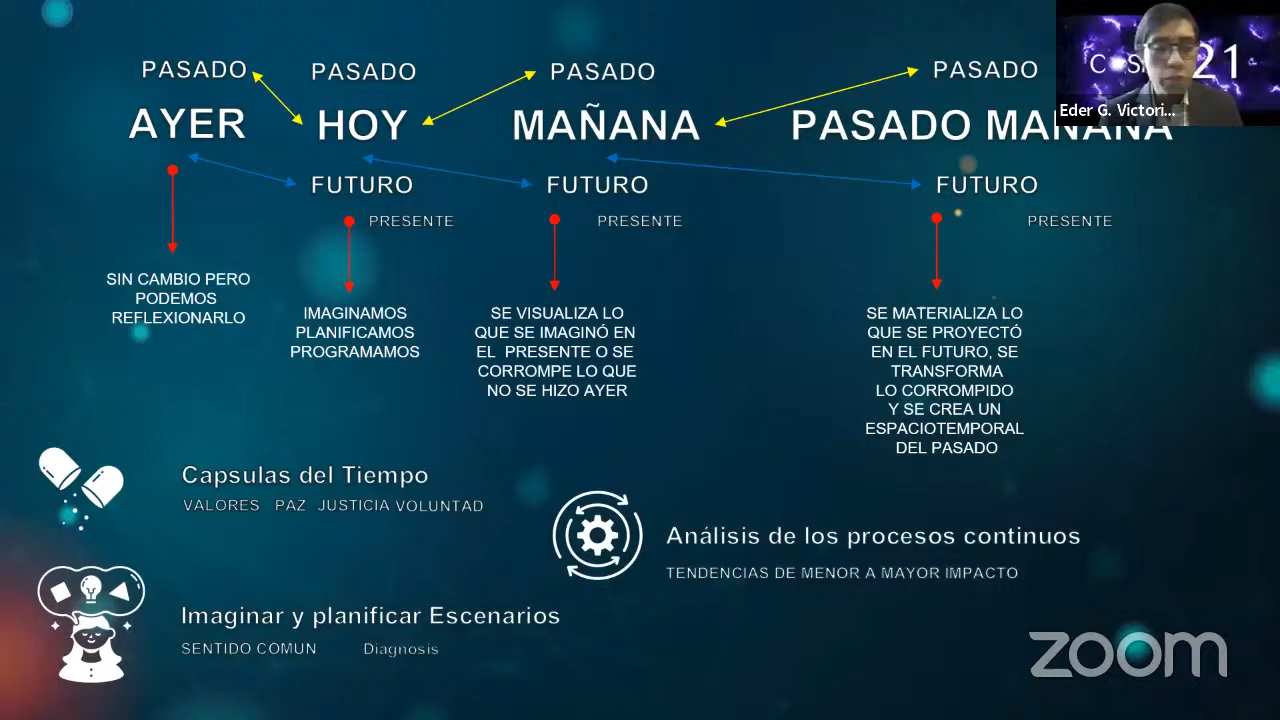 PASADO PASADO PASADO PASADO
AYER HOY MAÑANA PASADO MAÑANA
FUTURO FUTURO FUTURO
PRESENTE PRESENTE PRESENTE
SIN CAMBIO PERO
PODEMOS
REFLEXIONARLO
IMAGINAMOS
PLANIFICAMOS
PROGRAMAMOS
SE VISUALIZA LO
QUE SE IMAGINÓ EN
EL PRESENTE O SE
CORROMPE LO QUE
NO SE HIZO AYER
SE MATERIALIZA LO
QUE SE PROYECTÓ
EN EL FUTURO, SE
TRANSFORMA
LO CORROMPIDO
Y SE CREA UN
ESPACIOTEMPORAL
DEL PASADO
Capsulas del Tiempo
VALORES PAZ JUSTICIA VOLUNTAD
Análisis de los procesos continuos
TENDENCIAS DE MENOR A MAYOR IMPACTO
Imaginar y planificar Escenarios
SENTIDO COMUN Diagnosis
21
Eder G. Victori...
zoom